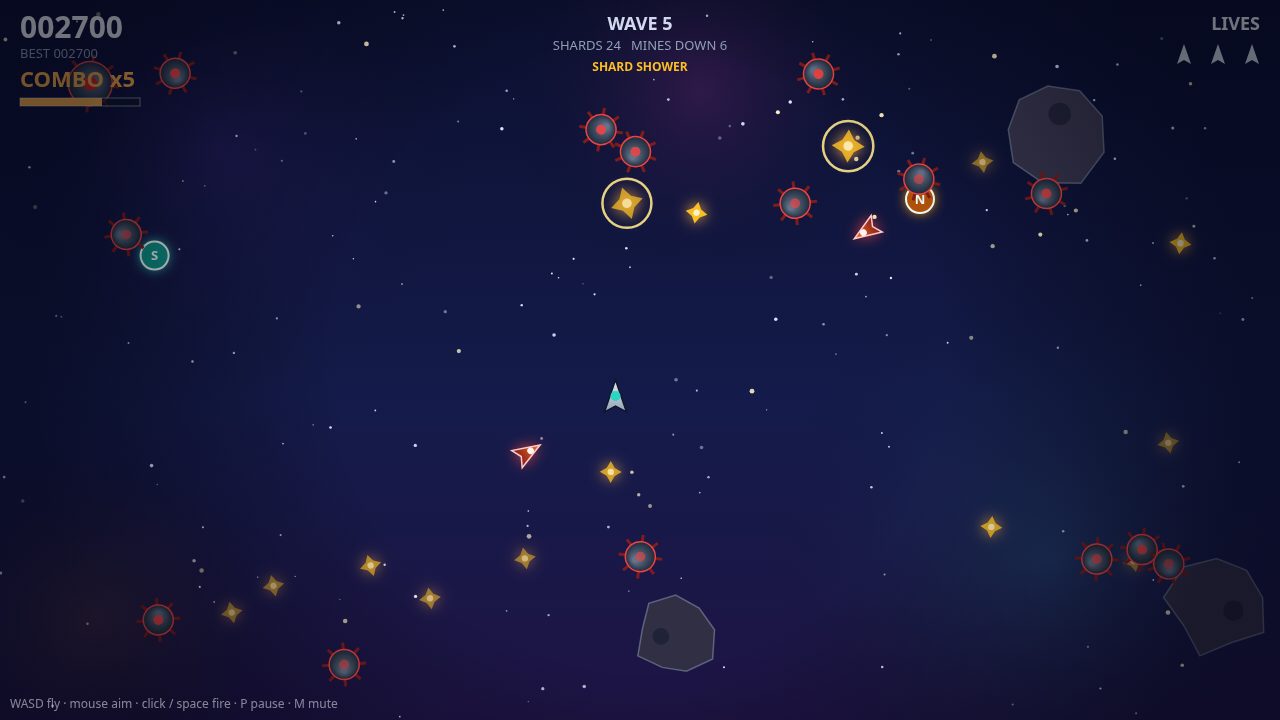 002700
BEST 002700
COMBO x5
WAVE 5
SHARDS 24 MINES DOWN 6
SHARD SHOWER
LIVES
N
S
WASD fly · mouse aim · click / space fire · P pause · M mute